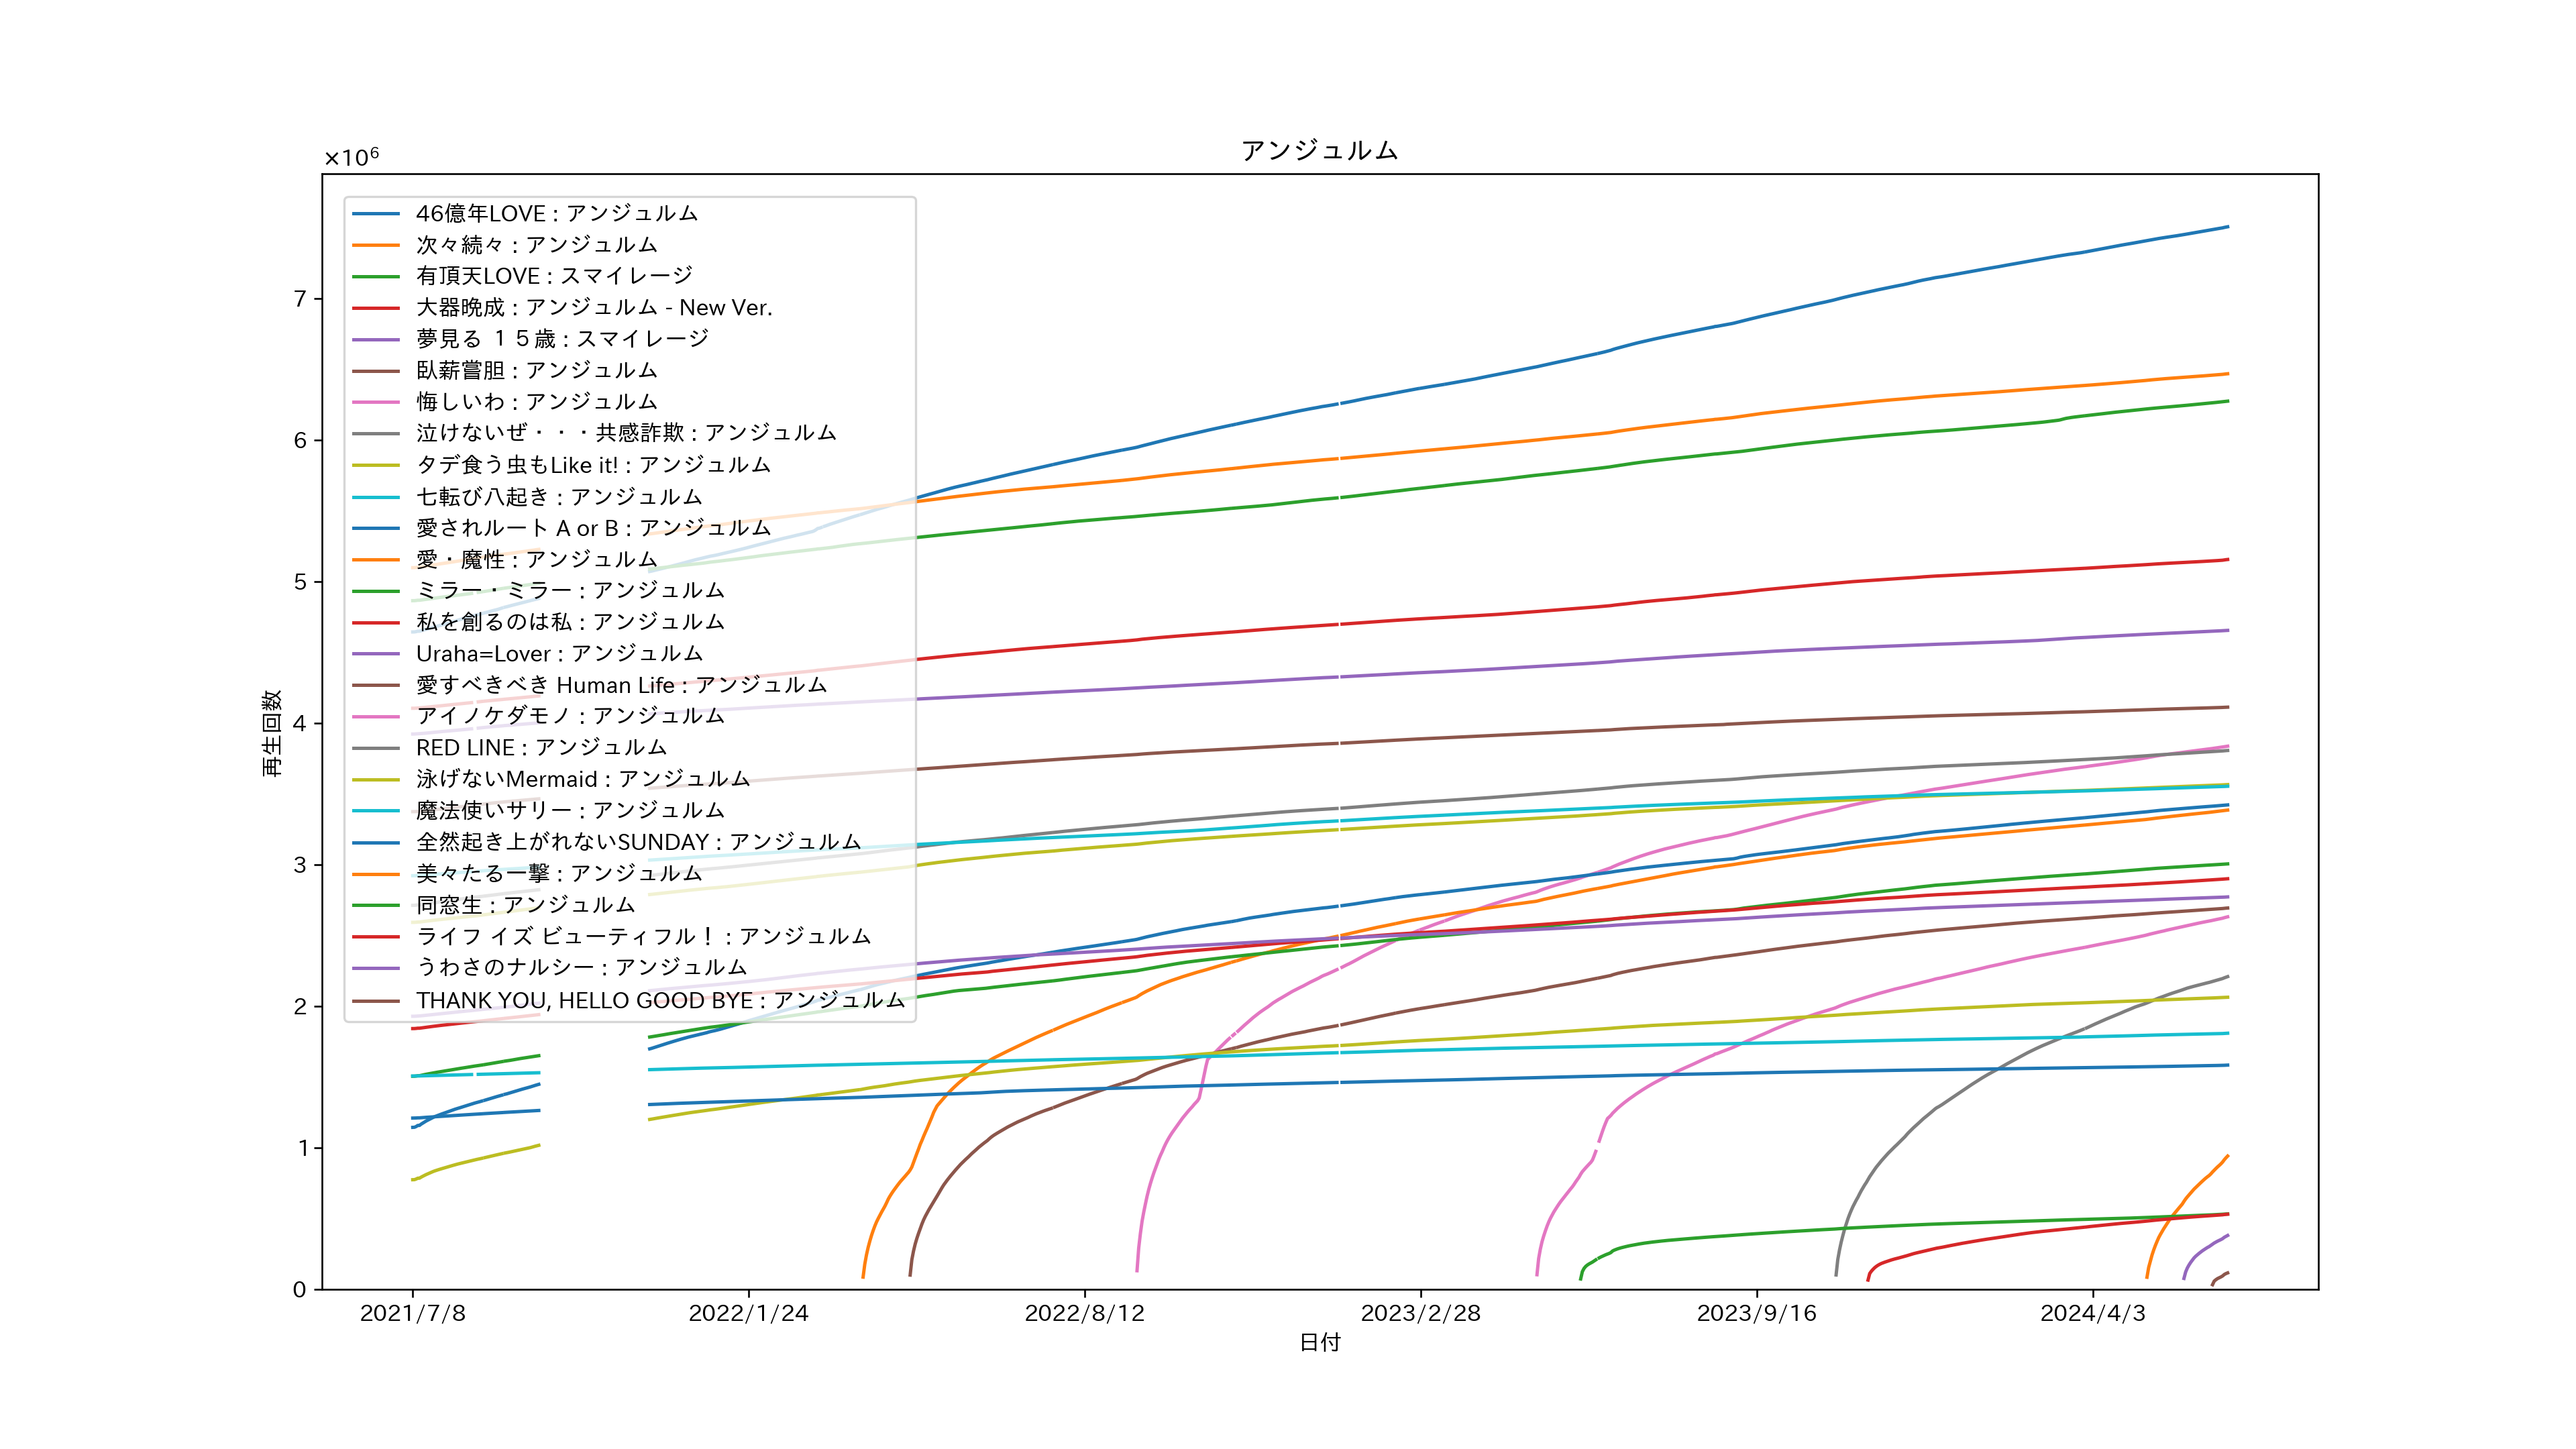 アンジュルム
×10⁶
46億年LOVE : アンジュルム
次々続々 : アンジュルム
有頂天LOVE : スマイレージ
大器晩成 : アンジュルム - New Ver.
夢見る １５歳 : スマイレージ
臥薪嘗胆 : アンジュルム
悔しいわ : アンジュルム
泣けないぜ・・・共感詐欺 : アンジュルム
タデ食う虫もLike it! : アンジュルム
七転び八起き : アンジュルム
愛されルート A or B : アンジュルム
愛・魔性 : アンジュルム
ミラー・ミラー : アンジュルム
私を創るのは私 : アンジュルム
Uraha=Lover : アンジュルム
愛すべきべき Human Life : アンジュルム
アイノケダモノ : アンジュルム
RED LINE : アンジュルム
泳げないMermaid : アンジュルム
魔法使いサリー : アンジュルム
全然起き上がれないSUNDAY : アンジュルム
美々たる一撃 : アンジュルム
同窓生 : アンジュルム
ライフ イズ ビューティフル！ : アンジュルム
うわさのナルシー : アンジュルム
THANK YOU, HELLO GOOD BYE : アンジュルム
再生回数
7
6
5
4
3
2
1
0
2021/7/8 2022/1/24 2022/8/12 2023/2/28 2023/9/16 2024/4/3
日付